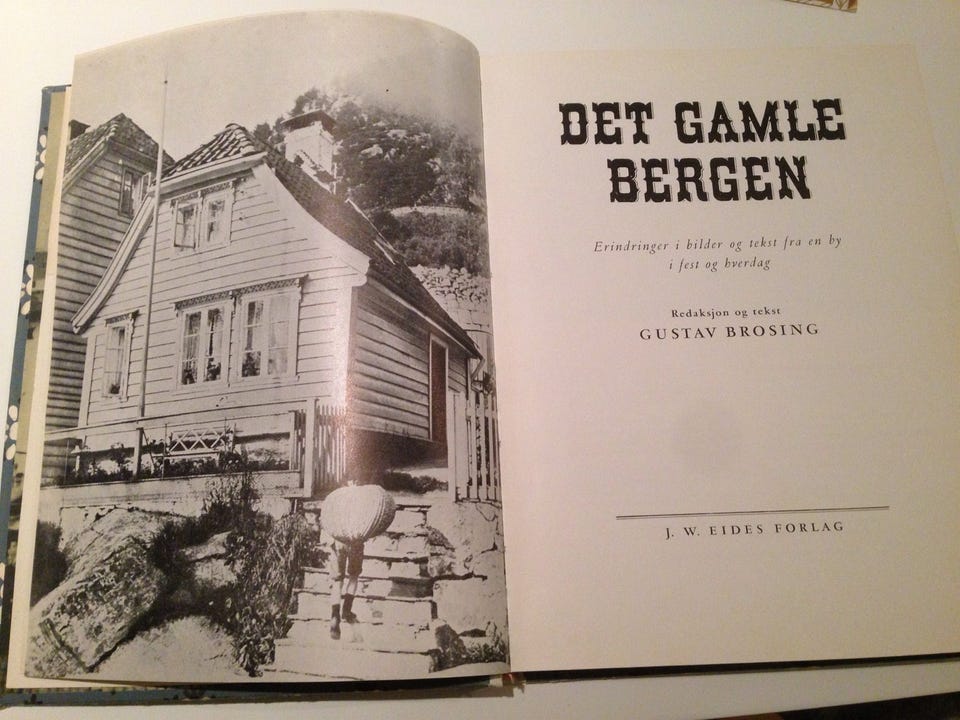 DET GAMLE
BERGEN
Erindringer i bilder og tekst fra en by
i fest og hverdag
Redaksjon og tekst
GUSTAV BROSING
J. W. EIDES FORLAG